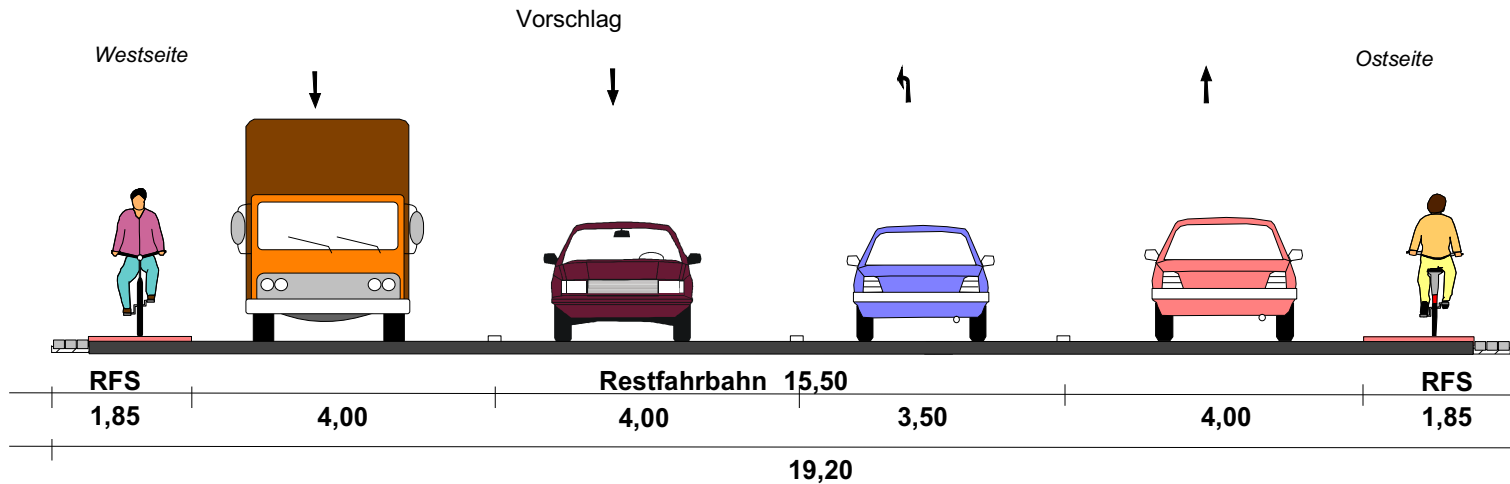 Vorschlag
Westseite
Ostseite
RFS Restfahrbahn 15,50 RFS
1,85 4,00 4,00 3,50 4,00 1,85
19,20